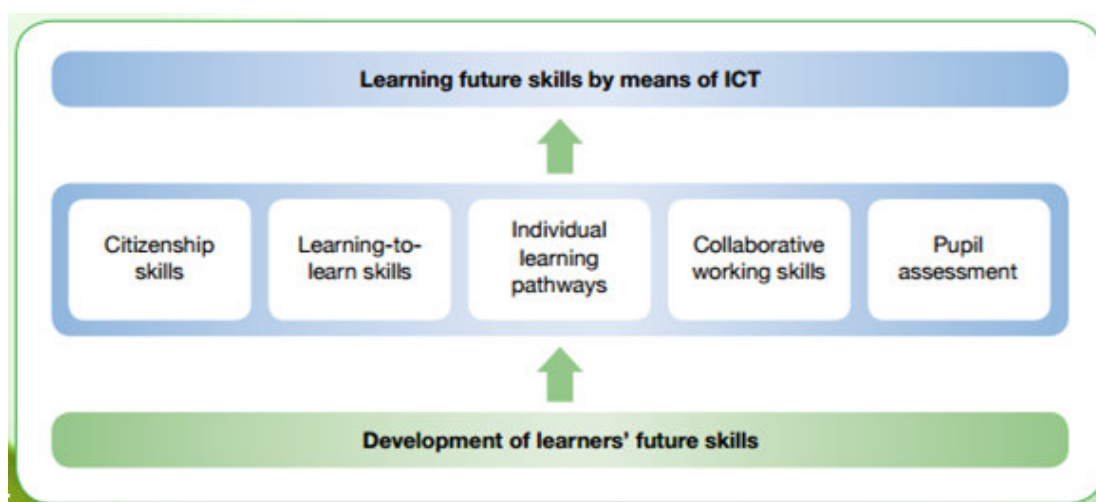 Learning future skills by means of ICT
Citizenship
skills
Learning-to-
learn skills
Individual
learning
pathways
Collaborative
working skills
Pupil
assessment
Development of learners' future skills